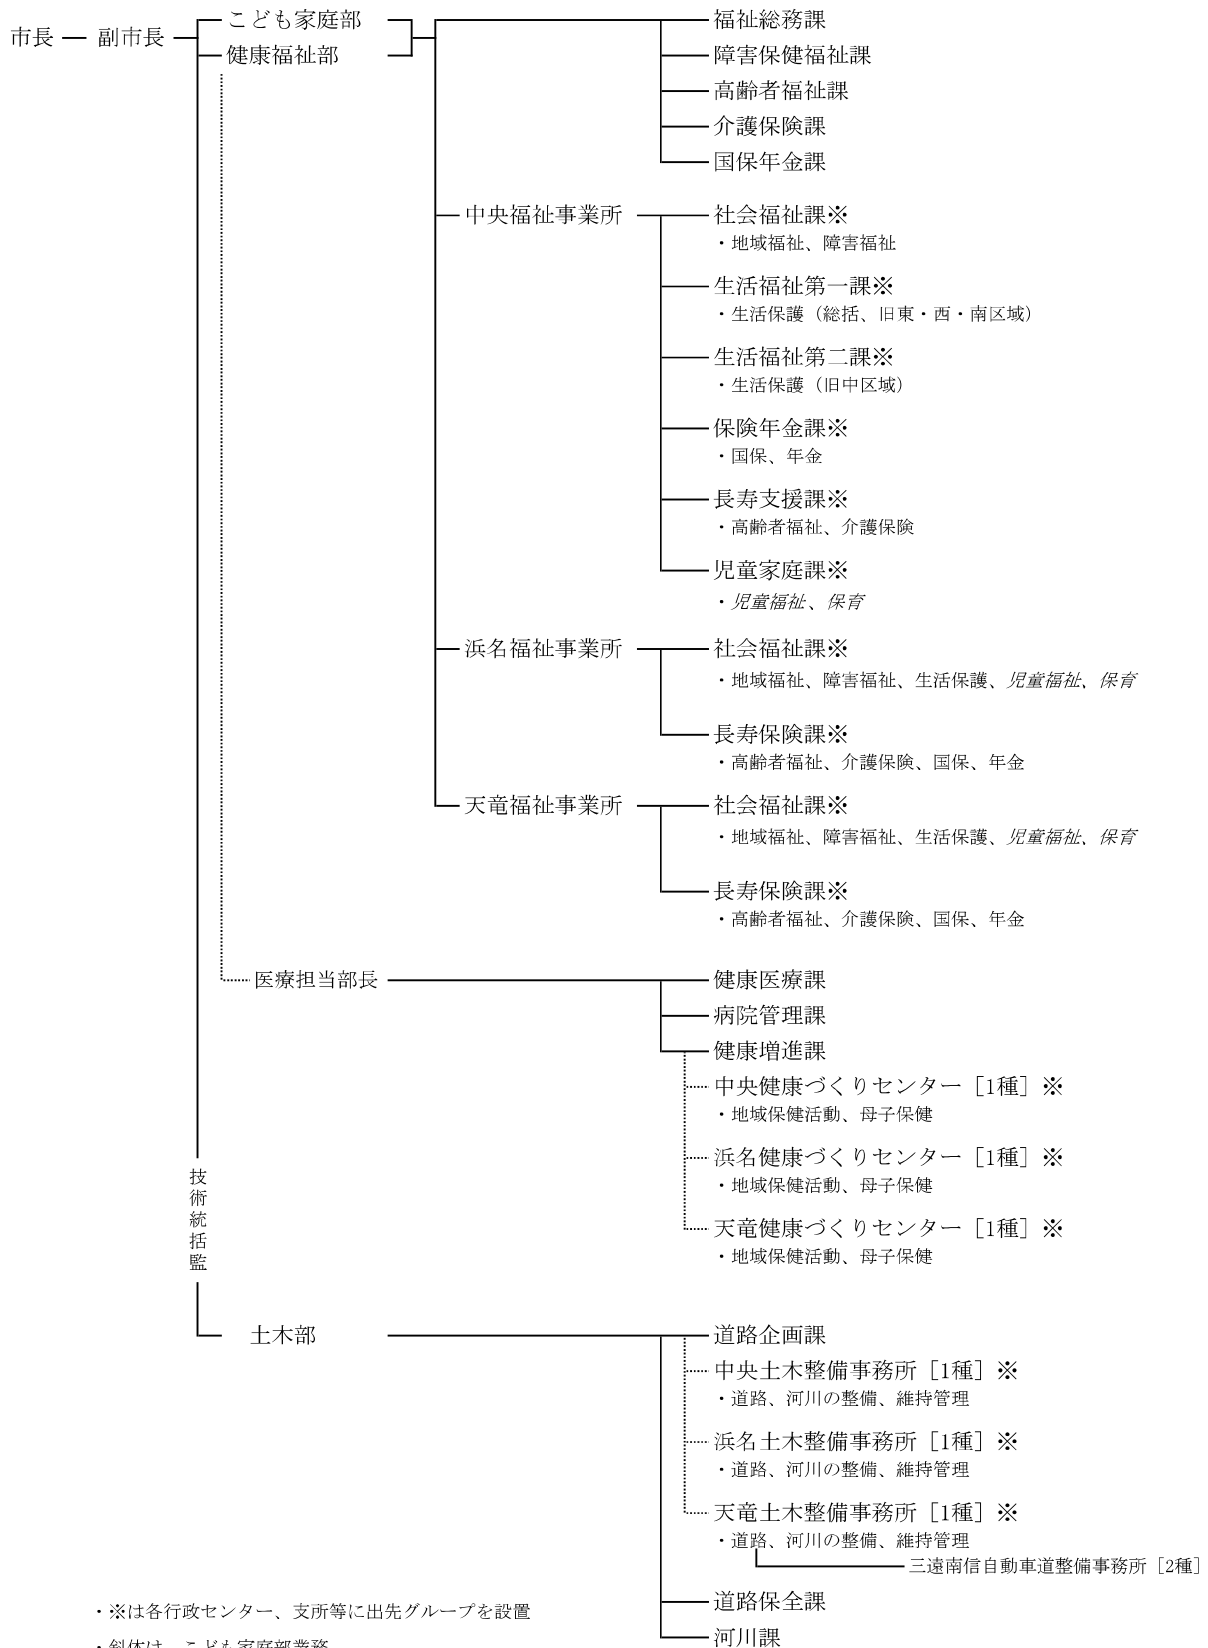 市長
副市長
こども家庭部
健康福祉部
福祉総務課
障害保健福祉課
高齢者福祉課
介護保険課
国保年金課
中央福祉事業所
社会福祉課※
・地域福祉、障害福祉
生活福祉第一課※
・生活保護（総括、旧東・西・南区域）
生活福祉第二課※
・生活保護（旧中区域）
保険年金課※
・国保、年金
長寿支援課※
・高齢者福祉、介護保険
児童家庭課※
・児童福祉、保育
浜名福祉事業所
社会福祉課※
・地域福祉、障害福祉、生活保護、児童福祉、保育
長寿保険課※
・高齢者福祉、介護保険、国保、年金
天竜福祉事業所
社会福祉課※
・地域福祉、障害福祉、生活保護、児童福祉、保育
長寿保険課※
・高齢者福祉、介護保険、国保、年金
医療担当部長
健康医療課
病院管理課
健康増進課
中央健康づくりセンター［1種］※
・地域保健活動、母子保健
浜名健康づくりセンター［1種］※
・地域保健活動、母子保健
天竜健康づくりセンター［1種］※
・地域保健活動、母子保健
技術統括監
土木部
道路企画課
中央土木整備事務所［1種］※
・道路、河川の整備、維持管理
浜名土木整備事務所［1種］※
・道路、河川の整備、維持管理
天竜土木整備事務所［1種］※
・道路、河川の整備、維持管理
三遠南信自動車道整備事務所［2種］
道路保全課
河川課
・※は各行政センター、支所等に出先グループを設置
・斜体は、こども家庭部業務